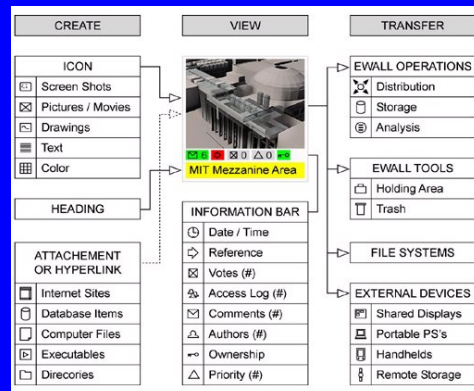 CREATE
ICON
Screen Shots
Pictures / Movies
Drawings
Text
Color
HEADING
ATTACHEMENT
OR HYPERLINK
Internet Sites
Database Items
Computer Files
Executables
Direcories
VIEW
6 0 0
MIT Mezzanine Area
INFORMATION BAR
Date / Time
Reference
Votes (#)
Access Log (#)
Comments (#)
Authors (#)
Ownership
Priority (#)
TRANSFER
EWALL OPERATIONS
Distribution
Storage
Analysis
EWALL TOOLS
Holding Area
Trash
FILE SYSTEMS
EXTERNAL DEVICES
Shared Displays
Portable PS's
Handhelds
Remote Storage